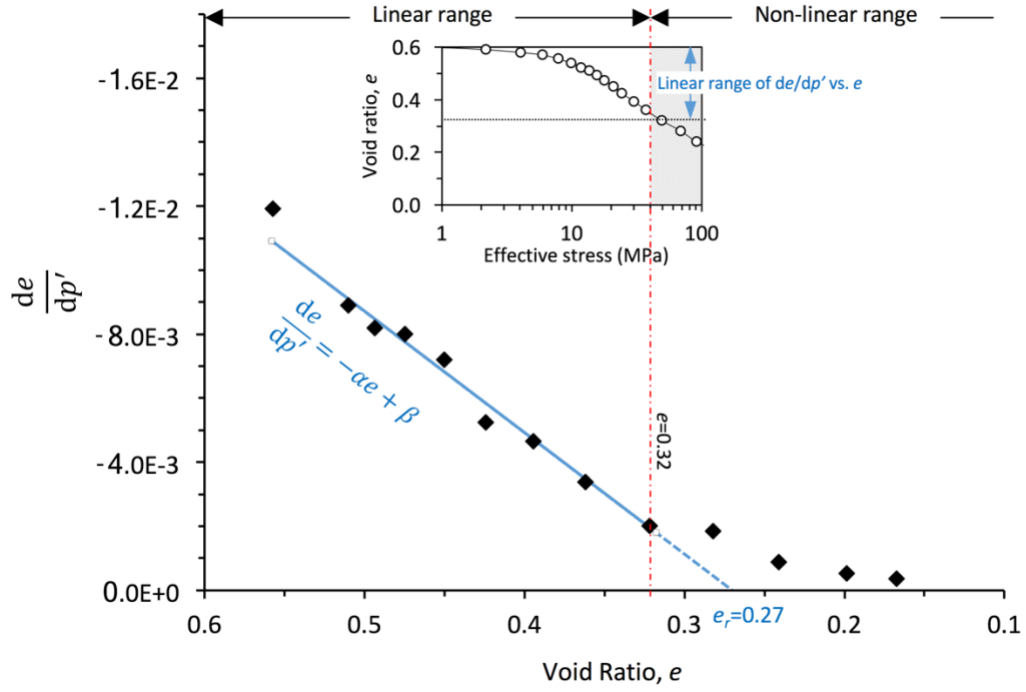 Linear range
Non-linear range
-1.6E-2
-1.2E-2
-8.0E-3
-4.0E-3
0.0E+0
de
dp′
0.6
0.4
0.2
0.0
Void ratio, e
Linear range of de/dp′ vs. e
1
10
100
Effective stress (MPa)
de
dp′
= −αe + β
e=0.32
e_r=0.27
0.6
0.5
0.4
0.3
0.2
0.1
Void Ratio, e